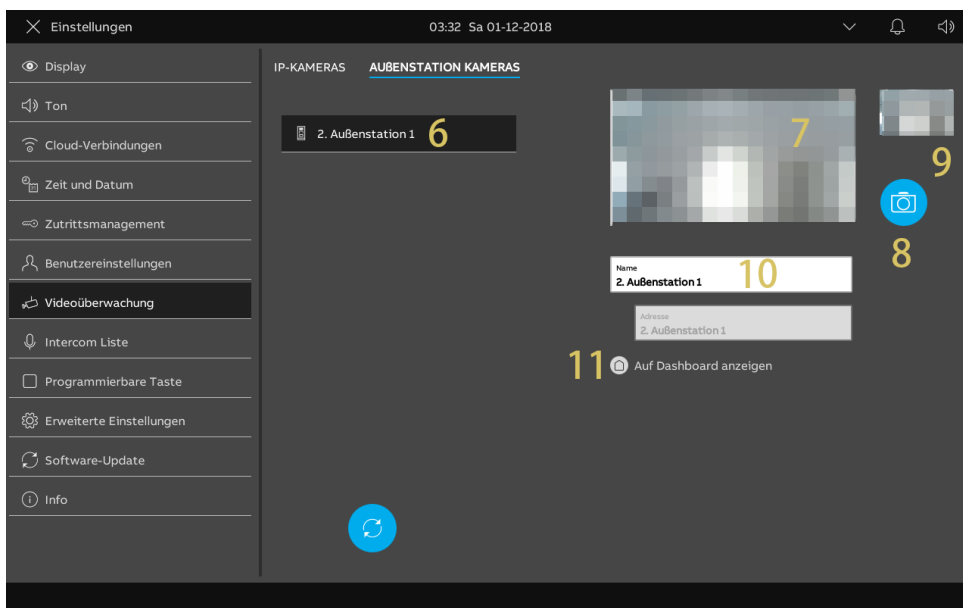 Einstellungen
03:32 Sa 01-12-2018
Display
Ton
Cloud-Verbindungen
Zeit und Datum
Zutrittsmanagement
Benutzereinstellungen
Videoüberwachung
Intercom Liste
Programmierbare Taste
Erweiterte Einstellungen
Software-Update
Info
IP-KAMERAS
AUßENSTATION KAMERAS
2. Außenstation 1
6
7
9
8
Name
2. Außenstation 1
10
Adresse
2. Außenstation 1
11
Auf Dashboard anzeigen